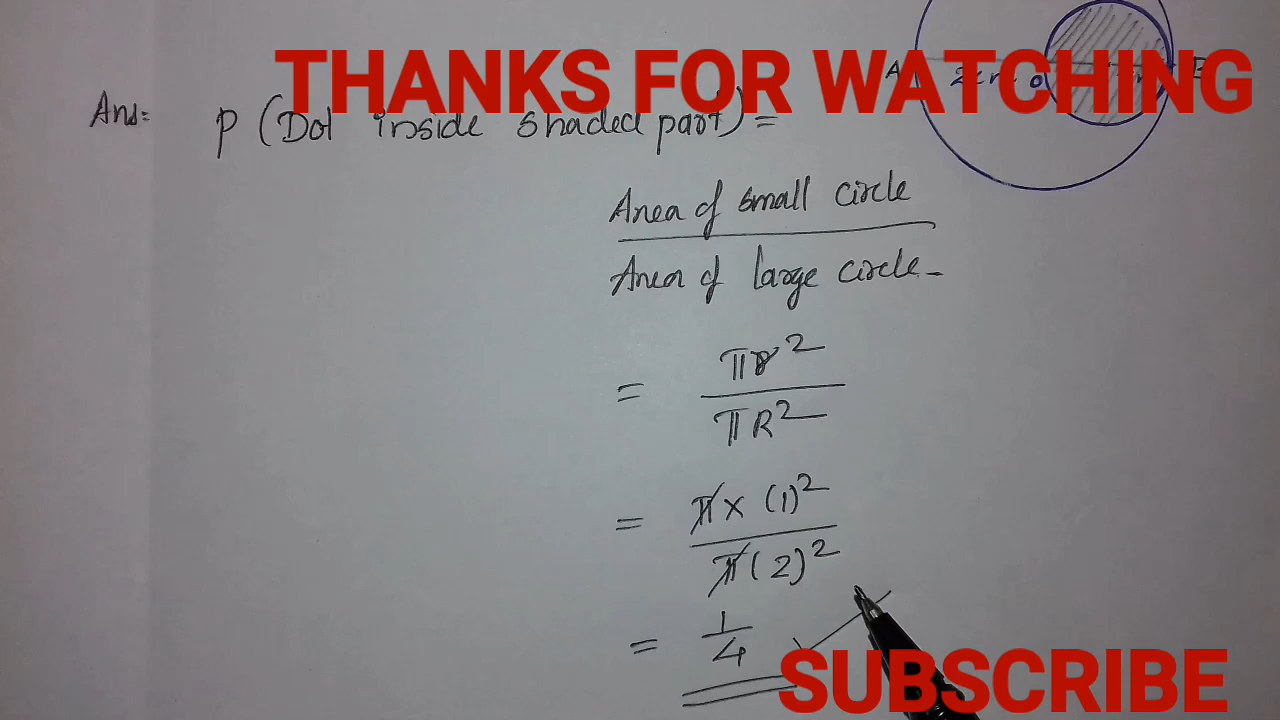 THANKS FOR WATCHING
A 2cm O B
Ans:
P (Dot inside shaded part) =
Area of small circle
Area of large circle
= πr²
πR²
= π x (1)²
π(2)²
= 1
4
SUBSCRIBE